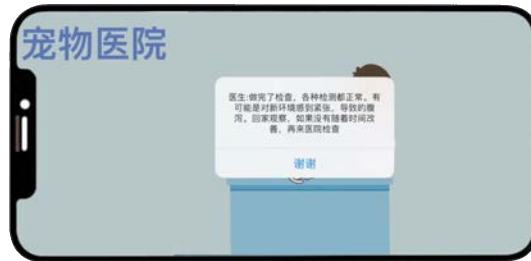 宠物医院
医生:做完了检查，各种检测都正常，有
可能是对新环境感到紧张，导致的腹
泻，回家观察，如果没有随着时间改
善，再来医院检查
谢谢